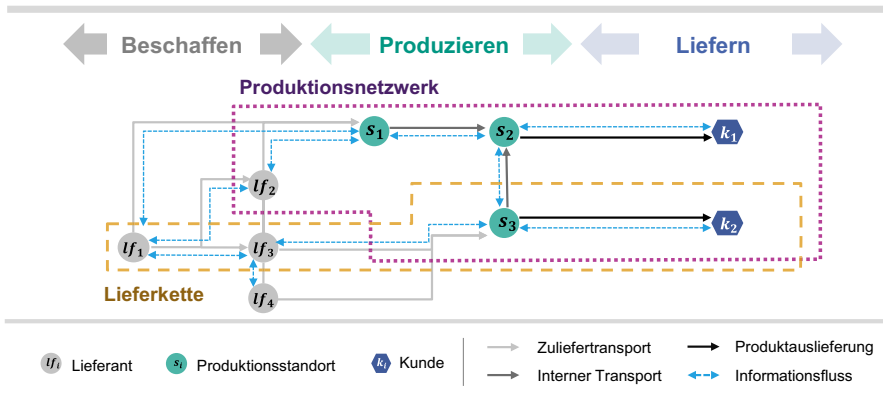 Beschaffen Produzieren Liefern
Produktionsnetzwerk
s₁ s₂ k₁
lf₂
s₃ k₂
lf₁ lf₃
Lieferkette
lf₄
lfᵢ Lieferant sᵢ Produktionsstandort kᵢ Kunde
Zuliefertransport Produktauslieferung
Interner Transport Informationsfluss